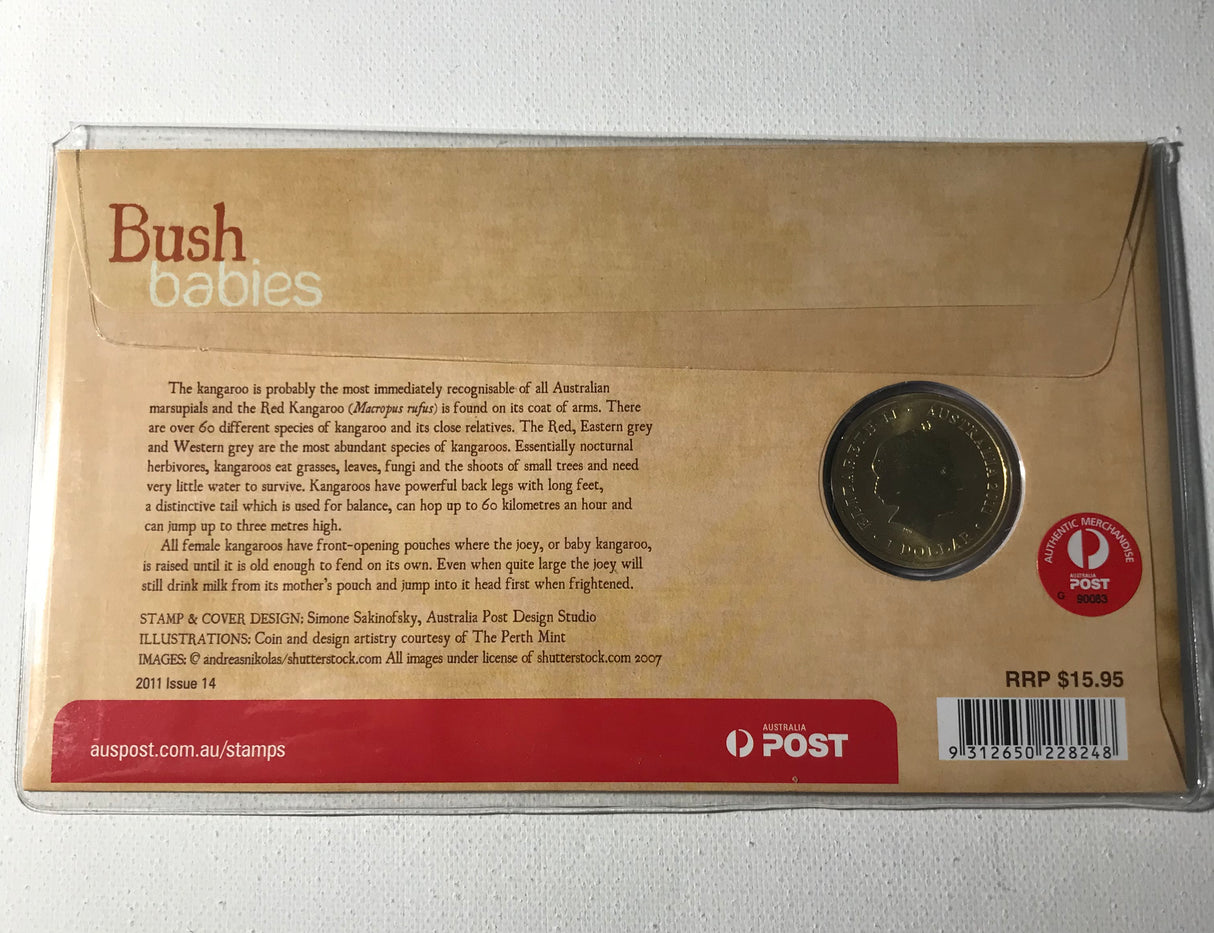 Bush
babies
The kangaroo is probably the most immediately recognisable of all Australian
marsupials and the Red Kangaroo (Macropus rufus) is found on its coat of arms. There
are over 60 different species of kangaroo and its close relatives. The Red, Eastern grey
and Western grey are the most abundant species of kangaroos. Essentially nocturnal
herbivores, kangaroos eat grasses, leaves, fungi and the shoots of small trees and need
very little water to survive. Kangaroos have powerful back legs with long feet,
a distinctive tail which is used for balance, can hop up to 60 kilometres an hour and
can jump up to three metres high.
All female kangaroos have front-opening pouches where the joey, or baby kangaroo,
is raised until it is old enough to fend on its own. Even when quite large the joey will
still drink milk from its mother's pouch and jump into it head first when frightened.
STAMP & COVER DESIGN: Simone Sakinofsky, Australia Post Design Studio
ILLUSTRATIONS: Coin and design artistry courtesy of The Perth Mint
IMAGES: © andreasnikolas/shutterstock.com All images under license of shutterstock.com 2007
2011 Issue 14
ELIZABETH II • AUSTRALIA 2011 •
1 DOLLAR •
AUTHENTIC MERCHANDISE
AUSTRALIA
POST
G 90083
RRP $15.95
9 312650 228248
auspost.com.au/stamps
AUSTRALIA
POST